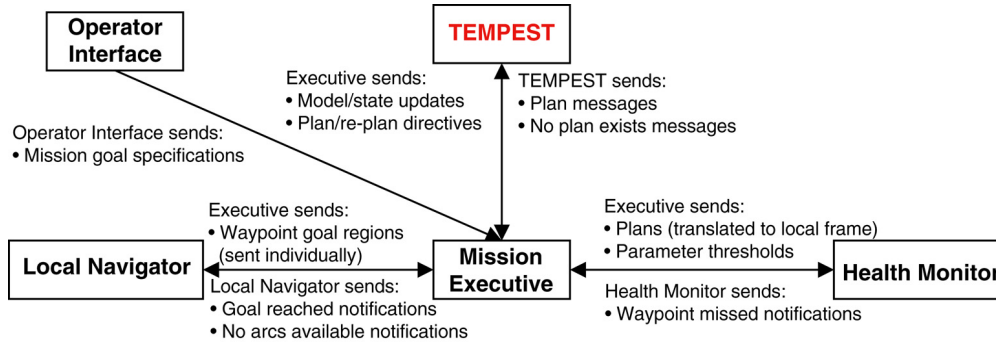 Operator
Interface
TEMPEST
Executive sends:
• Model/state updates
• Plan/re-plan directives
TEMPEST sends:
• Plan messages
• No plan exists messages
Operator Interface sends:
• Mission goal specifications
Executive sends:
• Waypoint goal regions
(sent individually)
Executive sends:
• Plans (translated to local frame)
• Parameter thresholds
Local Navigator
Mission
Executive
Health Monitor
Local Navigator sends:
• Goal reached notifications
• No arcs available notifications
Health Monitor sends:
• Waypoint missed notifications